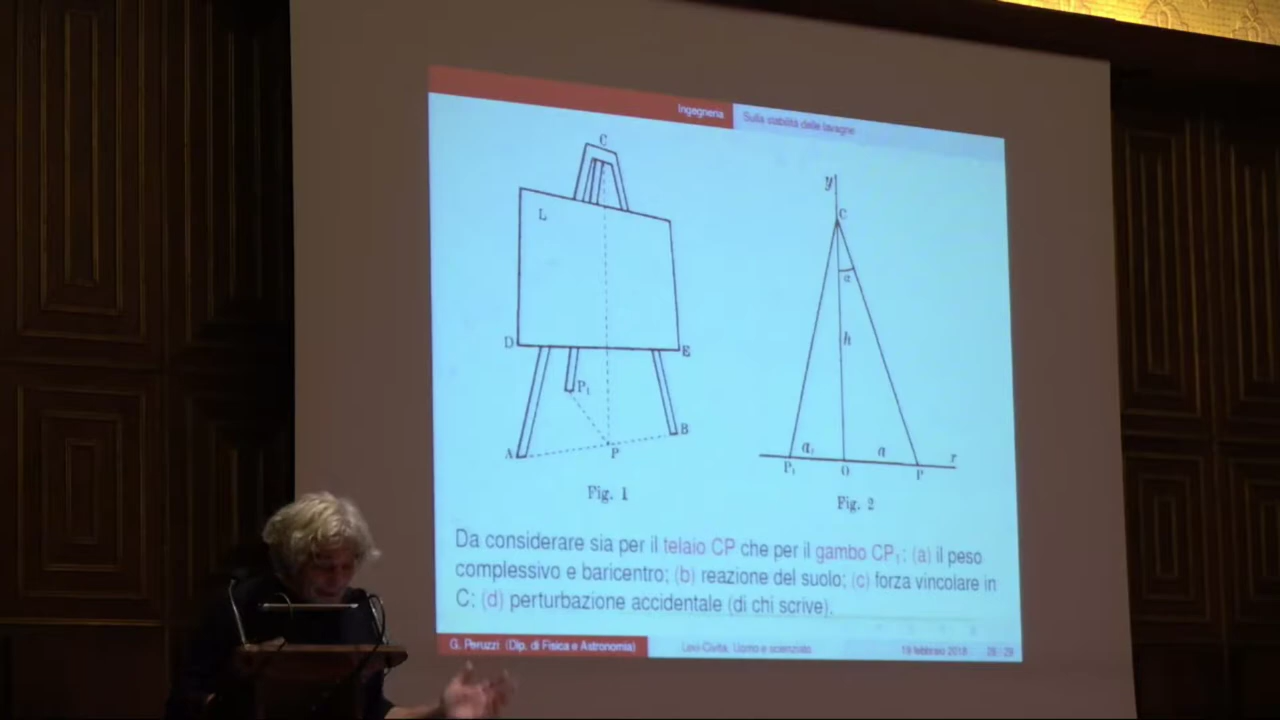 Ingegneria
Sulla stabilità delle lavagne
C
L
D
E
P₁
B
A
P
Fig. 1
y
C
α
h
a₁
a
r
P₁
O
P
Fig. 2
Da considerare sia per il telaio CP che per il gambo CP₁: (a) il peso
complessivo e baricentro; (b) reazione del suolo; (c) forza vincolare in
C; (d) perturbazione accidentale (di chi scrive).
G. Peruzzi (Dip. di Fisica e Astronomia)
Levi-Civita, Uomo e scienziato
19 febbraio 2018